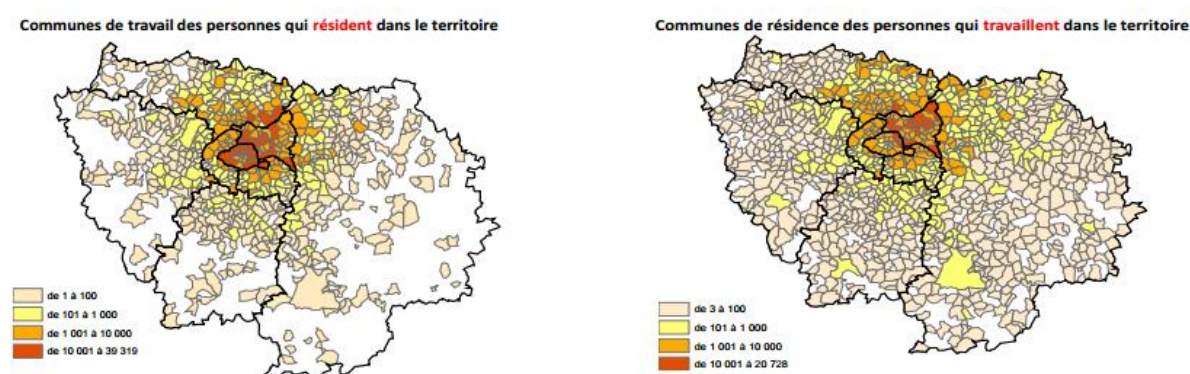 Communes de travail des personnes qui résident dans le territoire
de 1 à 100
de 101 à 1 000
de 1 001 à 10 000
de 10 001 à 39 319
Communes de résidence des personnes qui travaillent dans le territoire
de 3 à 100
de 101 à 1 000
de 1 001 à 10 000
de 10 001 à 20 728